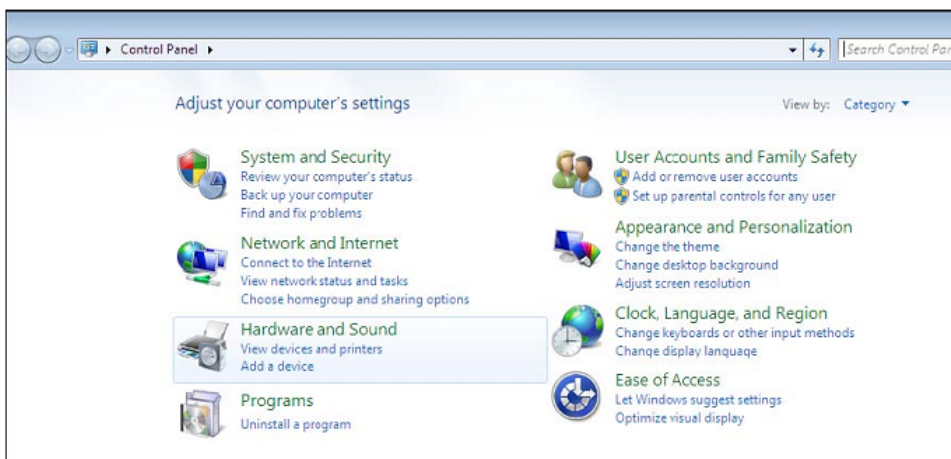 Control Panel
Search Control Par
Adjust your computer's settings
View by: Category
System and Security
Review your computer's status
Back up your computer
Find and fix problems
Network and Internet
Connect to the Internet
View network status and tasks
Choose homegroup and sharing options
Hardware and Sound
View devices and printers
Add a device
Programs
Uninstall a program
User Accounts and Family Safety
Add or remove user accounts
Set up parental controls for any user
Appearance and Personalization
Change the theme
Change desktop background
Adjust screen resolution
Clock, Language, and Region
Change keyboards or other input methods
Change display language
Ease of Access
Let Windows suggest settings
Optimize visual display